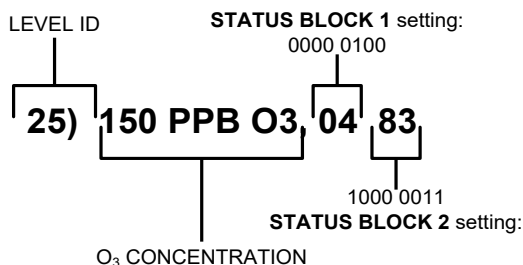 LEVEL ID
STATUS BLOCK 1 setting:
0000 0100
25) 150 PPB O3, 04 83
1000 0011
STATUS BLOCK 2 setting:
O₃ CONCENTRATION